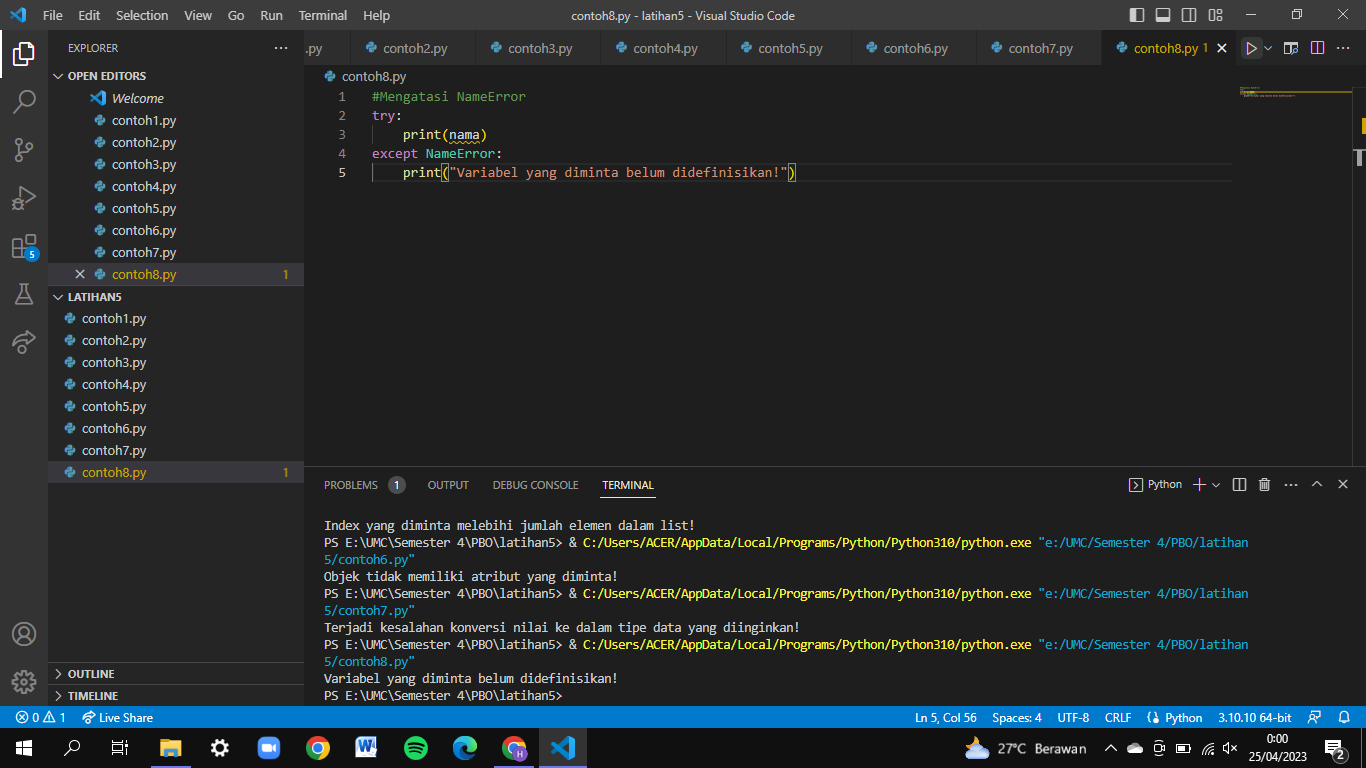 File Edit Selection View Go Run Terminal Help contoh8.py - latihan5 - Visual Studio Code
EXPLORER
.py contoh2.py contoh3.py contoh4.py contoh5.py contoh6.py contoh7.py contoh8.py 1
OPEN EDITORS
Welcome
contoh1.py
contoh2.py
contoh3.py
contoh4.py
contoh5.py
contoh6.py
contoh7.py
contoh8.py 1
LATIHAN5
contoh1.py
contoh2.py
contoh3.py
contoh4.py
contoh5.py
contoh6.py
contoh7.py
contoh8.py 1
OUTLINE
TIMELINE
5
contoh8.py
1 #Mengatasi NameError
2 try:
3 print(nama)
4 except NameError:
5 print("Variabel yang diminta belum didefinisikan!")
PROBLEMS 1 OUTPUT DEBUG CONSOLE TERMINAL Python
Index yang diminta melebihi jumlah elemen dalam list!
PS E:\UMC\Semester 4\PBO\latihan5> & C:/Users/ACER/AppData/Local/Programs/Python/Python310/python.exe "e:/UMC/Semester 4/PBO/latihan
5/contoh6.py"
Objek tidak memiliki atribut yang diminta!
PS E:\UMC\Semester 4\PBO\latihan5> & C:/Users/ACER/AppData/Local/Programs/Python/Python310/python.exe "e:/UMC/Semester 4/PBO/latihan
5/contoh7.py"
Terjadi kesalahan konversi nilai ke dalam tipe data yang diinginkan!
PS E:\UMC\Semester 4\PBO\latihan5> & C:/Users/ACER/AppData/Local/Programs/Python/Python310/python.exe "e:/UMC/Semester 4/PBO/latihan
5/contoh8.py"
Variabel yang diminta belum didefinisikan!
PS E:\UMC\Semester 4\PBO\latihan5>
0 1 Live Share Ln 5, Col 56 Spaces: 4 UTF-8 CRLF Python 3.10.10 64-bit
27°C Berawan 0:00
25/04/2023 2